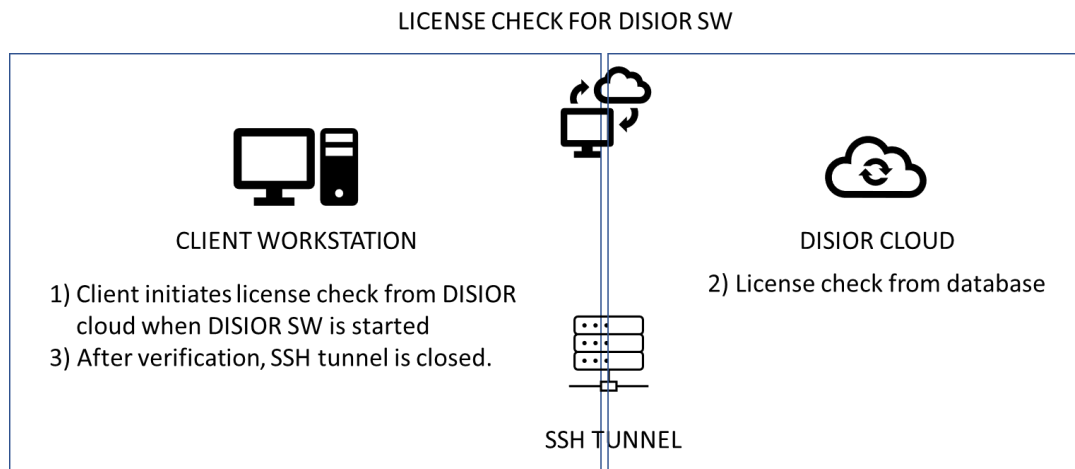 LICENSE CHECK FOR DISIOR SW
CLIENT WORKSTATION
1) Client initiates license check from DISIOR
cloud when DISIOR SW is started
3) After verification, SSH tunnel is closed.
DISIOR CLOUD
2) License check from database
SSH TUNNEL